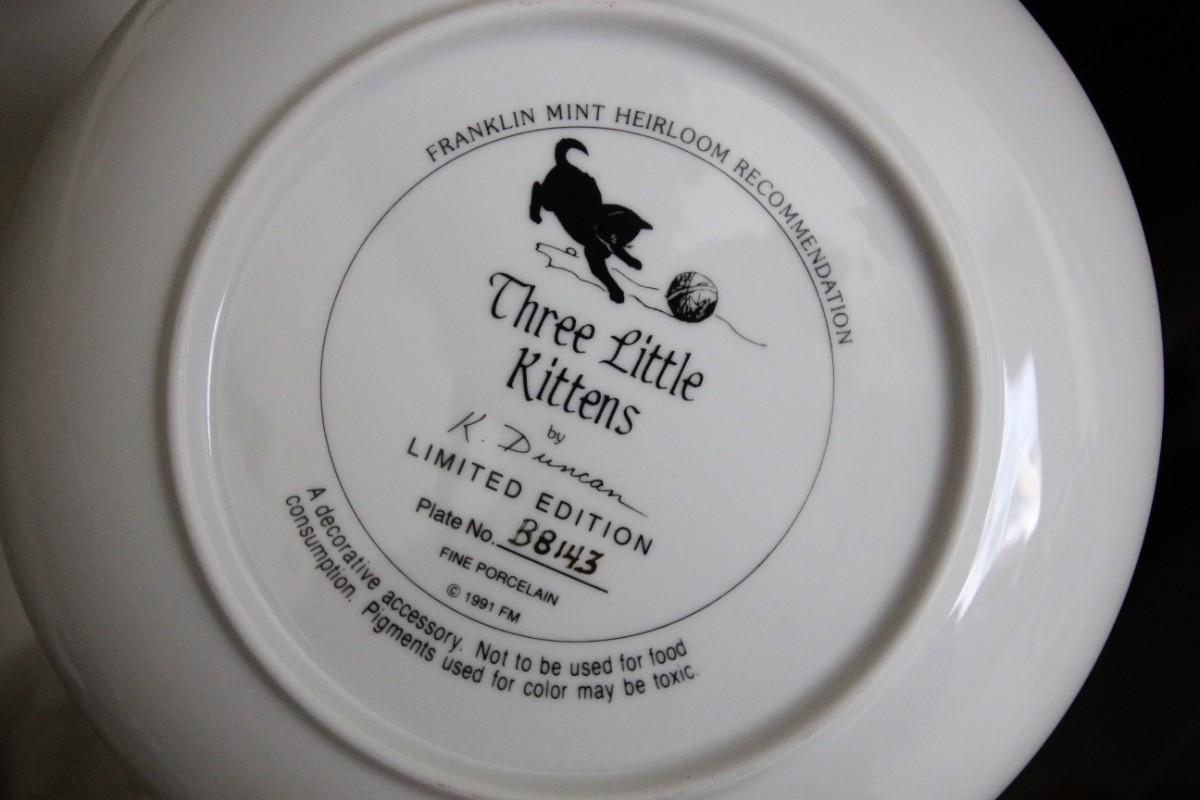 FRANKLIN MINT HEIRLOOM RECOMMENDATION
Three Little
Kittens
by
K. Duncan
LIMITED EDITION
Plate No. B8143
FINE PORCELAIN
© 1991 FM
A decorative accessory. Not to be used for food
consumption. Pigments used for color may be toxic.